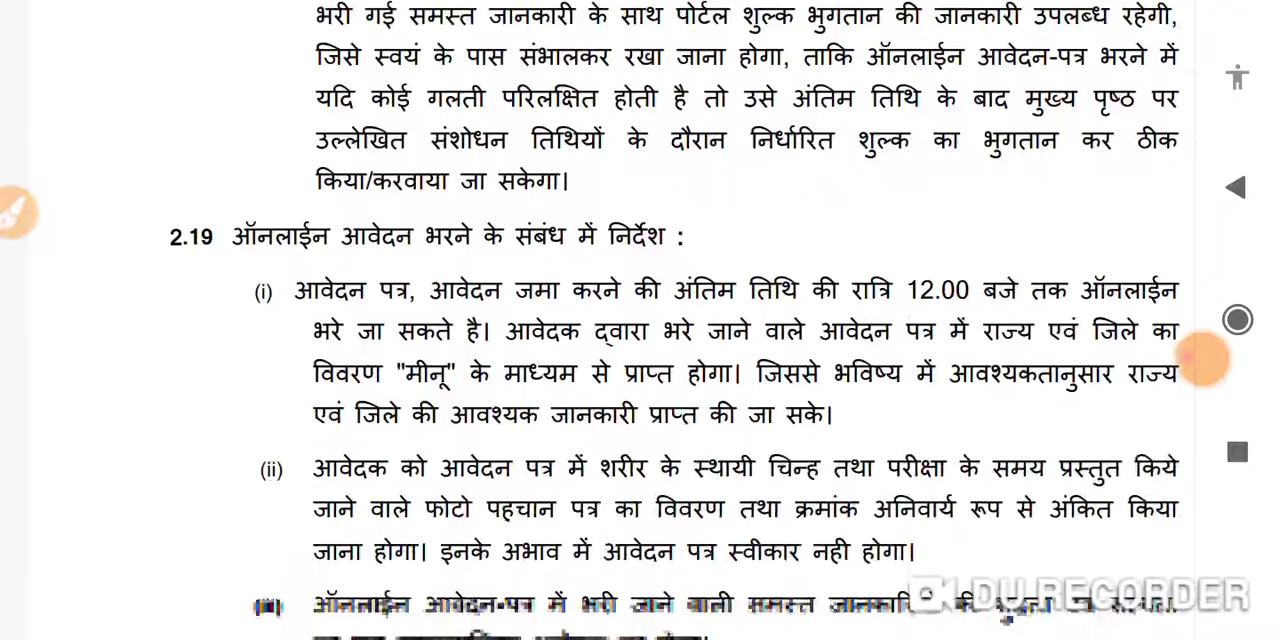 भरी गई समस्त जानकारी के साथ पोर्टल शुल्क भुगतान की जानकारी उपलब्ध रहेगी,
जिसे स्वयं के पास संभालकर रखा जाना होगा, ताकि ऑनलाईन आवेदन-पत्र भरने में
यदि कोई गलती परिलक्षित होती है तो उसे अंतिम तिथि के बाद मुख्य पृष्ठ पर
उल्लेखित संशोधन तिथियों के दौरान निर्धारित शुल्क का भुगतान कर ठीक
किया/करवाया जा सकेगा।
2.19 ऑनलाईन आवेदन भरने के संबंध में निर्देश :
(i) आवेदन पत्र, आवेदन जमा करने की अंतिम तिथि की रात्रि 12.00 बजे तक ऑनलाईन
भरे जा सकते है। आवेदक द्वारा भरे जाने वाले आवेदन पत्र में राज्य एवं जिले का
विवरण "मीनू" के माध्यम से प्राप्त होगा। जिससे भविष्य में आवश्यकतानुसार राज्य
एवं जिले की आवश्यक जानकारी प्राप्त की जा सके।
(ii) आवेदक को आवेदन पत्र में शरीर के स्थायी चिन्ह तथा परीक्षा के समय प्रस्तुत किये
जाने वाले फोटो पहचान पत्र का विवरण तथा क्रमांक अनिवार्य रूप से अंकित किया
जाना होगा। इनके अभाव में आवेदन पत्र स्वीकार नही होगा।
ऑनलाईन आवेदन-पत्र में भरी जाने वाली समस्त
DU RECORDER